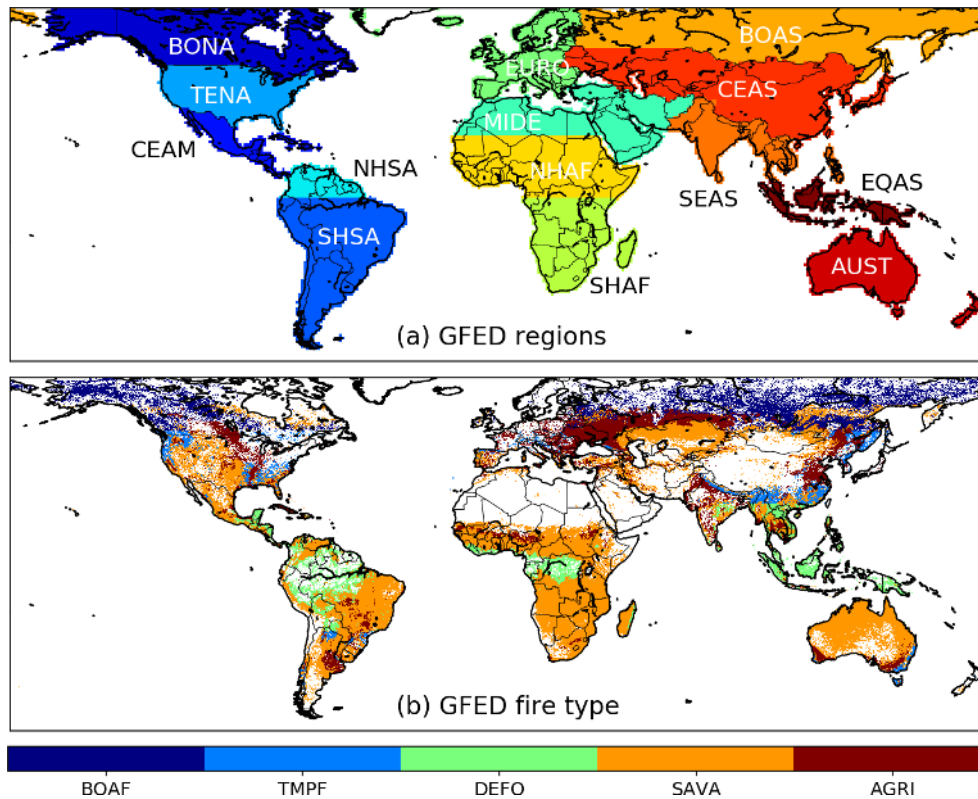 BONA
BOAS
EURO
TENA
CEAS
MIDE
CEAM
NHSA
NHAF
SEAS
EQAS
SHSA
AUST
SHAF
(a) GFED regions
(b) GFED fire type
BOAF TMPF DEFO SAVA AGRI